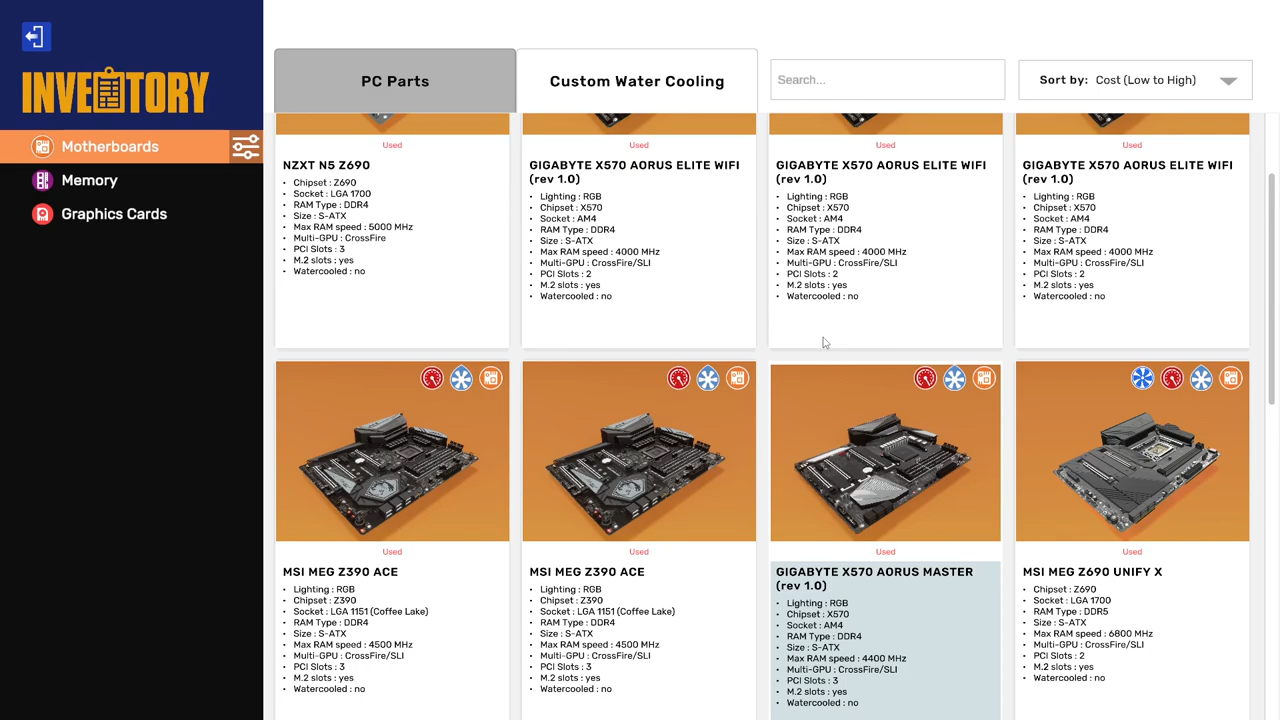 INVENTORY
Motherboards
Memory
Graphics Cards
PC Parts
Custom Water Cooling
Search...
Sort by: Cost (Low to High)
Used
NZXT N5 Z690
• Chipset : Z690
• Socket : LGA 1700
• RAM Type : DDR4
• Size : S-ATX
• Max RAM speed : 5000 MHz
• Multi-GPU : CrossFire
• PCI Slots : 3
• M.2 slots : yes
• Watercooled : no
Used
GIGABYTE X570 AORUS ELITE WIFI
(rev 1.0)
• Lighting : RGB
• Chipset : X570
• Socket : AM4
• RAM Type : DDR4
• Size : S-ATX
• Max RAM speed : 4000 MHz
• Multi-GPU : CrossFire/SLI
• PCI Slots : 2
• M.2 slots : yes
• Watercooled : no
Used
GIGABYTE X570 AORUS ELITE WIFI
(rev 1.0)
• Lighting : RGB
• Chipset : X570
• Socket : AM4
• RAM Type : DDR4
• Size : S-ATX
• Max RAM speed : 4000 MHz
• Multi-GPU : CrossFire/SLI
• PCI Slots : 2
• M.2 slots : yes
• Watercooled : no
Used
GIGABYTE X570 AORUS ELITE WIFI
(rev 1.0)
• Lighting : RGB
• Chipset : X570
• Socket : AM4
• RAM Type : DDR4
• Size : S-ATX
• Max RAM speed : 4000 MHz
• Multi-GPU : CrossFire/SLI
• PCI Slots : 2
• M.2 slots : yes
• Watercooled : no
Used
MSI MEG Z390 ACE
• Lighting : RGB
• Chipset : Z390
• Socket : LGA 1151 (Coffee Lake)
• RAM Type : DDR4
• Size : S-ATX
• Max RAM speed : 4500 MHz
• Multi-GPU : CrossFire/SLI
• PCI Slots : 3
• M.2 slots : yes
• Watercooled : no
Used
MSI MEG Z390 ACE
• Lighting : RGB
• Chipset : Z390
• Socket : LGA 1151 (Coffee Lake)
• RAM Type : DDR4
• Size : S-ATX
• Max RAM speed : 4500 MHz
• Multi-GPU : CrossFire/SLI
• PCI Slots : 3
• M.2 slots : yes
• Watercooled : no
Used
GIGABYTE X570 AORUS MASTER
(rev 1.0)
• Lighting : RGB
• Chipset : X570
• Socket : AM4
• RAM Type : DDR4
• Size : S-ATX
• Max RAM speed : 4400 MHz
• Multi-GPU : CrossFire/SLI
• PCI Slots : 3
• M.2 slots : yes
• Watercooled : no
Used
MSI MEG Z690 UNIFY X
• Chipset : Z690
• Socket : LGA 1700
• RAM Type : DDR5
• Size : S-ATX
• Max RAM speed : 6800 MHz
• Multi-GPU : CrossFire/SLI
• PCI Slots : 2
• M.2 slots : yes
• Watercooled : no